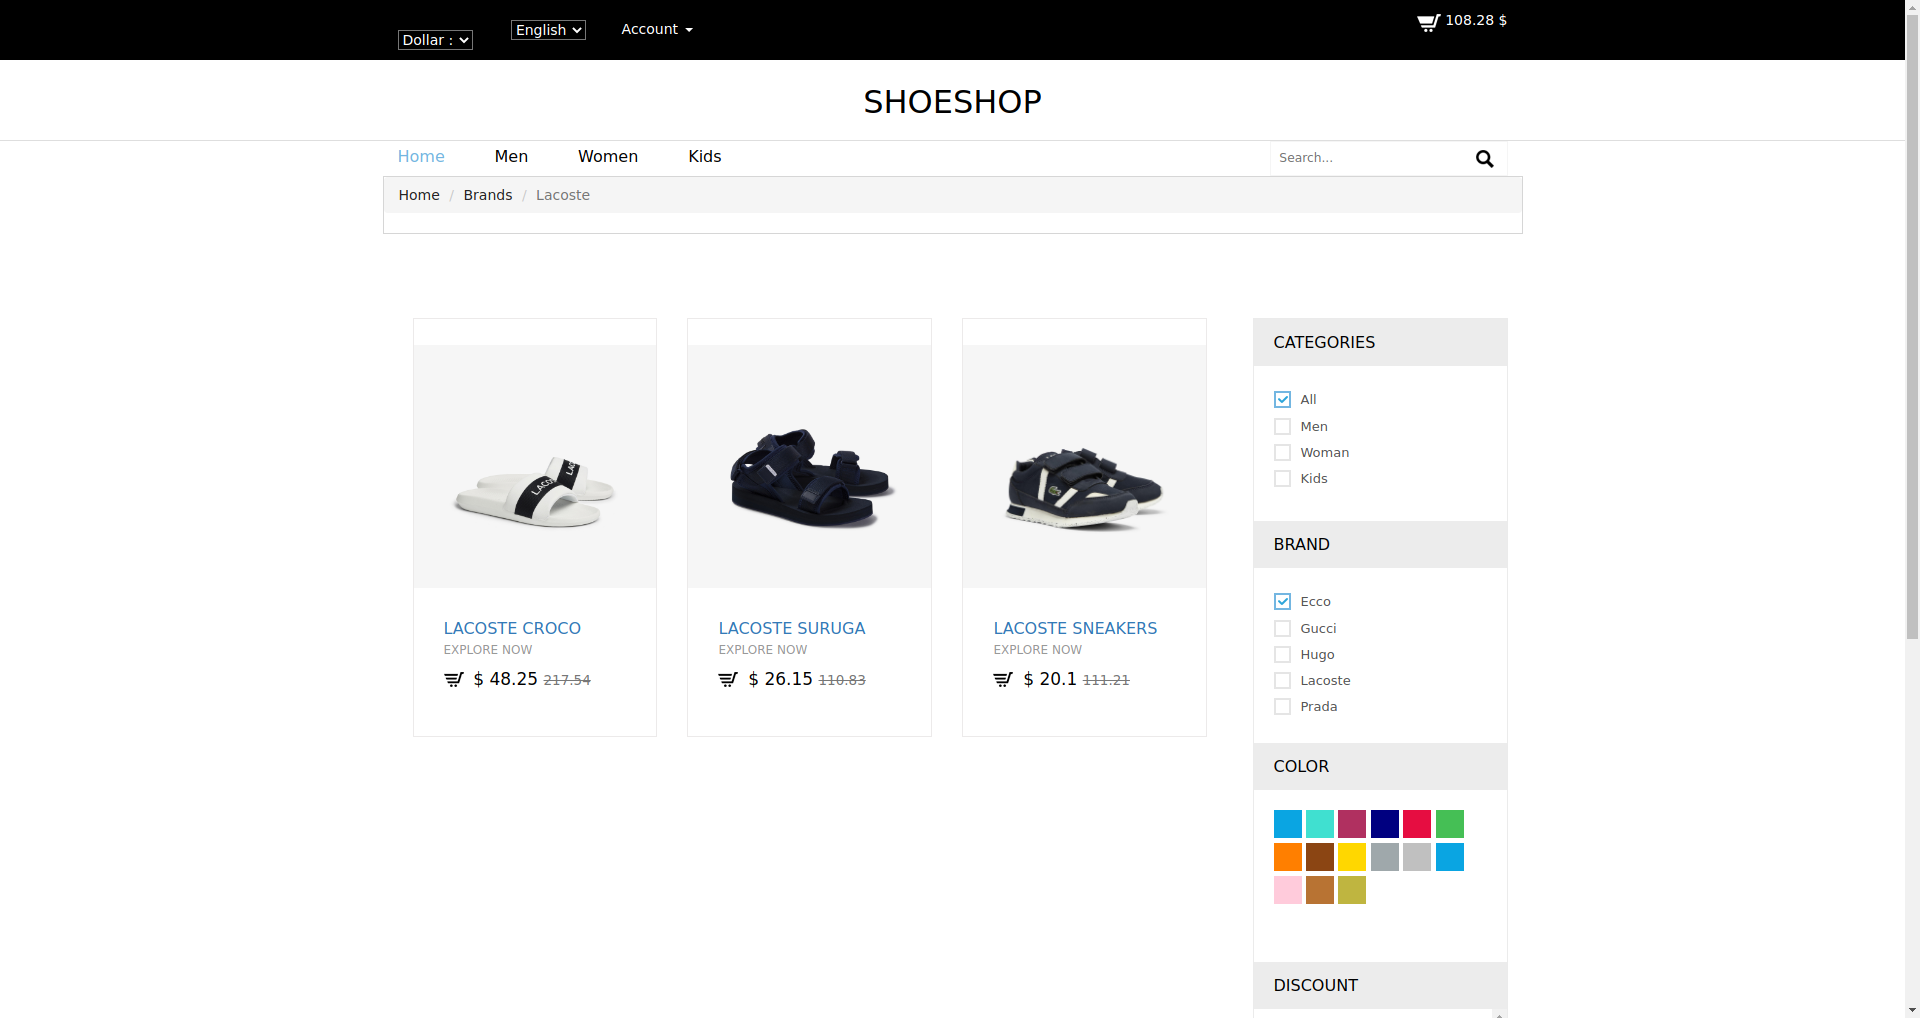 Dollar :
English
Account
108.28 $
SHOESHOP
Home Men Women Kids
Search...
Home / Brands / Lacoste
LACOSTE CROCO
EXPLORE NOW
$ 48.25 217.54
LACOSTE SURUGA
EXPLORE NOW
$ 26.15 110.83
LACOSTE SNEAKERS
EXPLORE NOW
$ 20.1 111.21
CATEGORIES
All
Men
Woman
Kids
BRAND
Ecco
Gucci
Hugo
Lacoste
Prada
COLOR
DISCOUNT